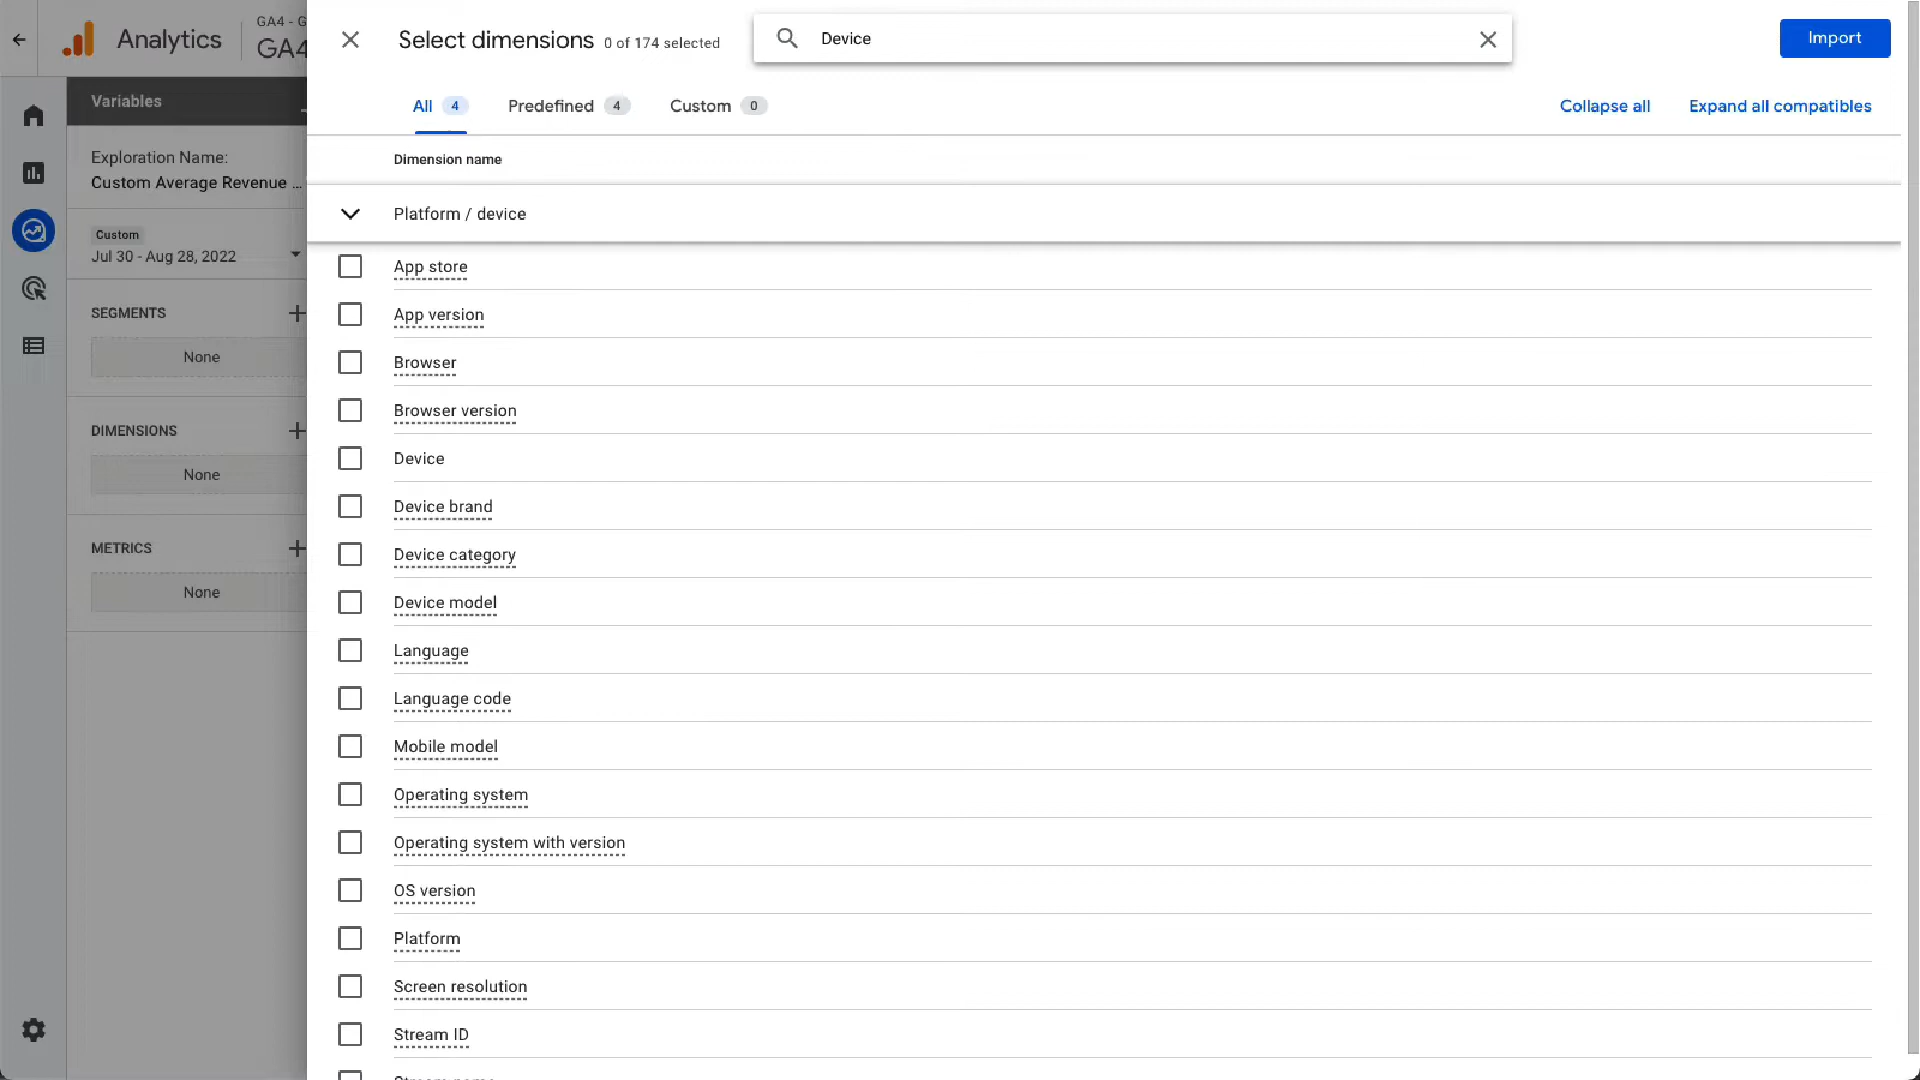 Analytics
GA4 - G
GA4
Select dimensions 0 of 174 selected
Device
Import
Variables
All 4
Predefined 4
Custom 0
Collapse all
Expand all compatibles
Exploration Name:
Custom Average Revenue ...
Dimension name
Platform / device
Custom
Jul 30 - Aug 28, 2022
SEGMENTS
None
DIMENSIONS
None
METRICS
None
App store
App version
Browser
Browser version
Device
Device brand
Device category
Device model
Language
Language code
Mobile model
Operating system
Operating system with version
OS version
Platform
Screen resolution
Stream ID